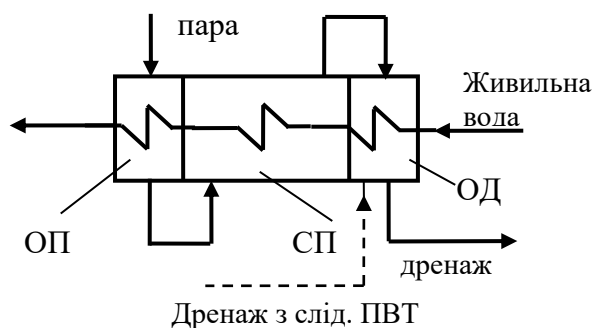 пара
Живильна
вода
ОП
СП
ОД
дренаж
Дренаж з слід. ПВТ